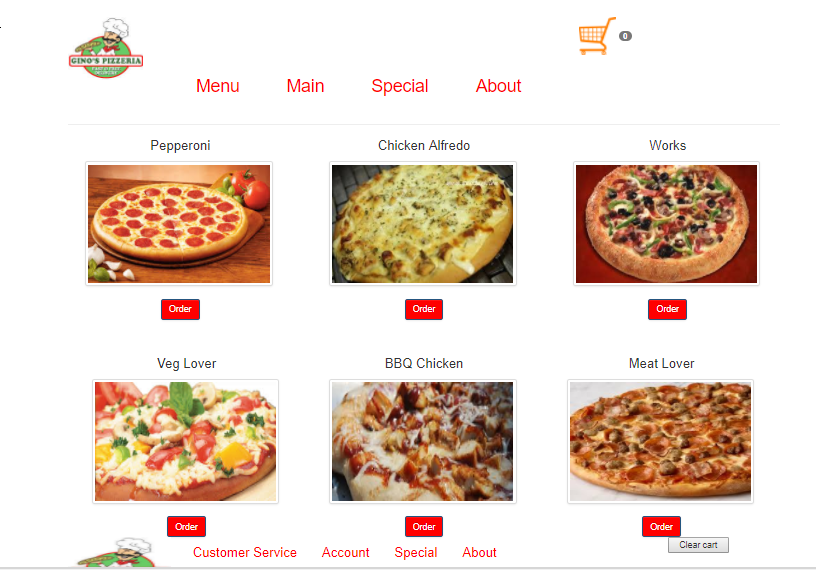 GINO'S PIZZERIA
0
Menu Main Special About
Pepperoni Chicken Alfredo Works
Order Order Order
Veg Lover BBQ Chicken Meat Lover
Order Order Order
Clear cart
Customer Service Account Special About